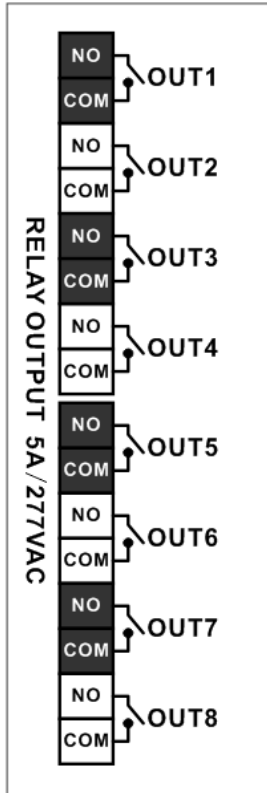 RELAY OUTPUT 5A/277VAC
NO
COM
OUT1
NO
COM
OUT2
NO
COM
OUT3
NO
COM
OUT4
NO
COM
OUT5
NO
COM
OUT6
NO
COM
OUT7
NO
COM
OUT8